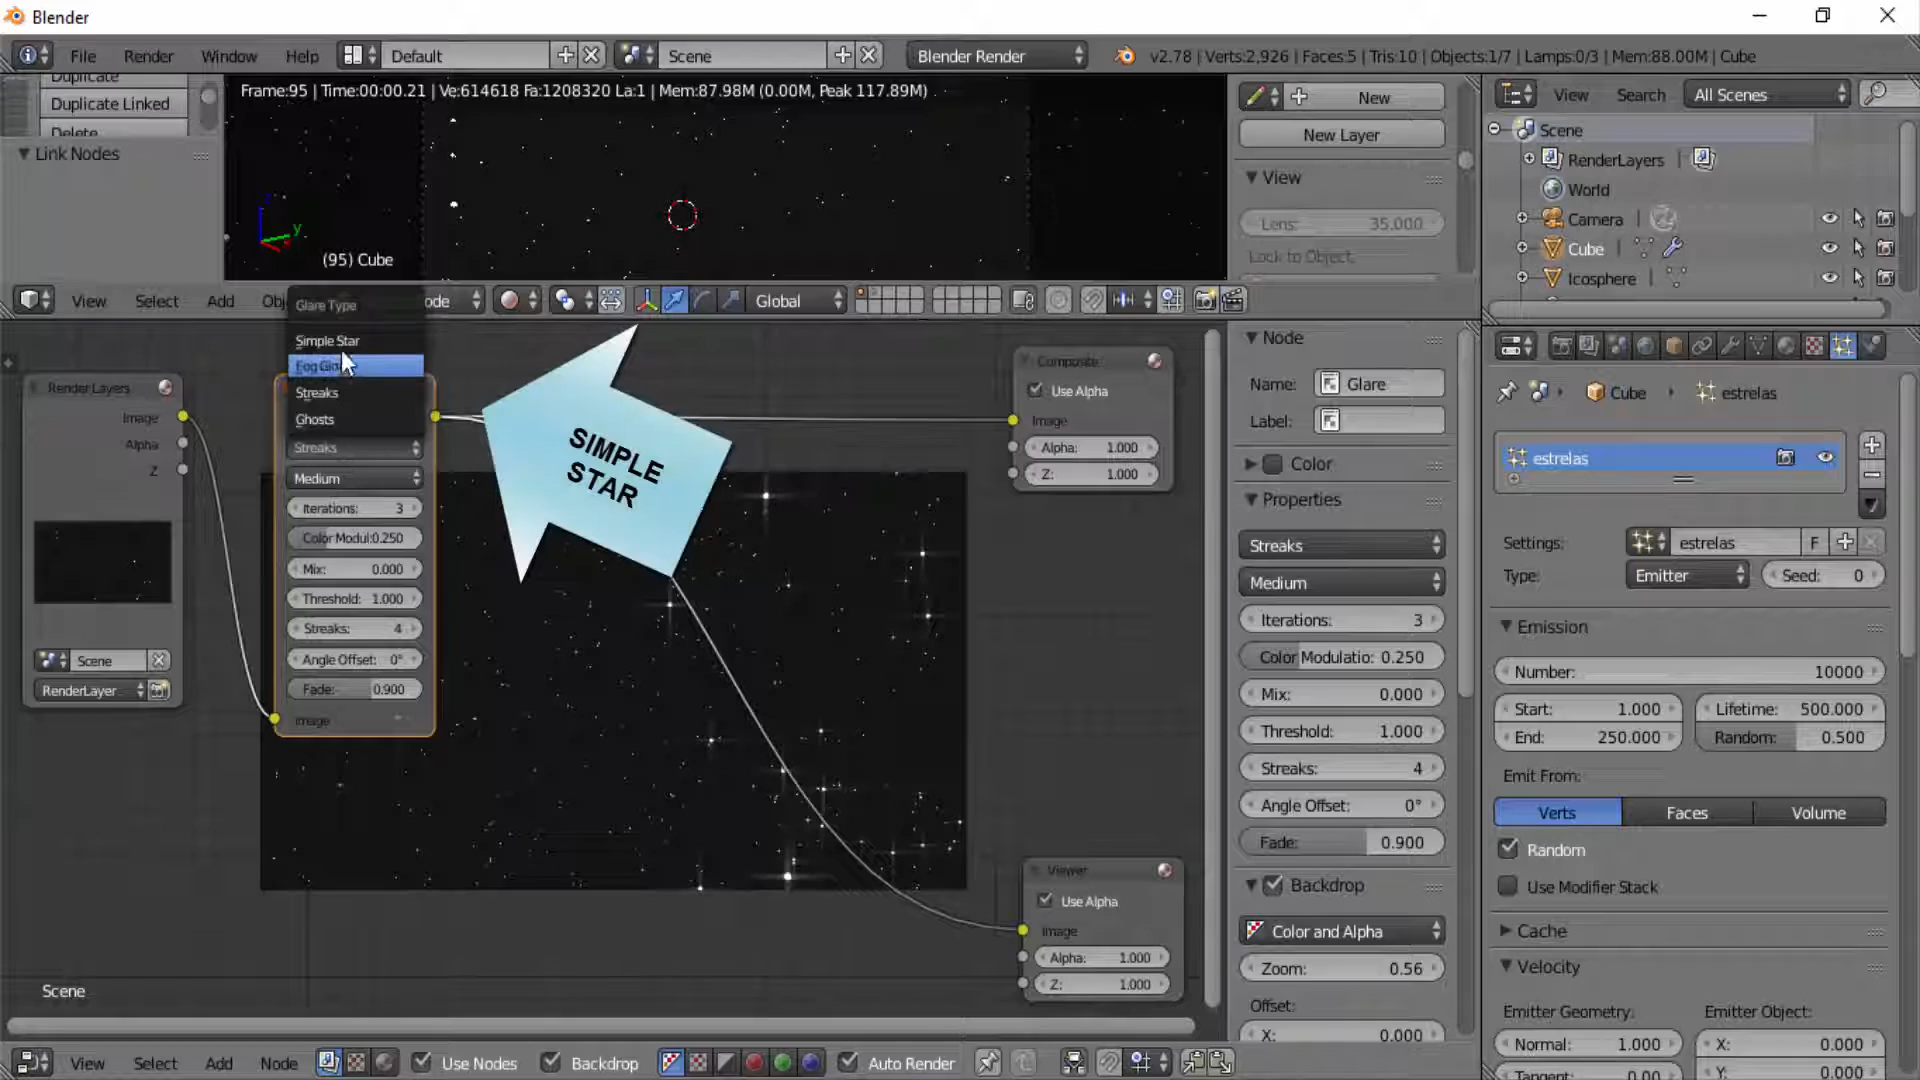 Blender
File Render Window Help Default Scene Blender Render v2.78 | Verts:2,926 | Faces:5 | Tris:10 | Objects:1/7 | Lamps:0/3 | Mem:88.00M | Cube
Duplicate
Duplicate Linked
Delete
Link Nodes
Frame:95 | Time:00:00.21 | Ve:614618 Fa:1208320 La:1 | Mem:87.98M (0.00M, Peak 117.89M)
z
y
(95) Cube
New
New Layer
View
Lens: 35.000
Lock to Object:
View Search All Scenes
Scene
RenderLayers |
World
Camera
Cube
Icosphere
View Select Add Obj ode Global
Glare Type
Simple Star
Fog Glow
Streaks
Ghosts
Streaks
Medium
Iterations: 3
Color Modul:0.250
Mix: 0.000
Threshold: 1.000
Streaks: 4
Angle Offset: 0°
Fade: 0.900
Image
Render Layers
Image
Alpha
Z
Scene
RenderLayer
SIMPLE
STAR
Composite
Use Alpha
Image
Alpha: 1.000
Z: 1.000
Viewer
Use Alpha
Image
Alpha: 1.000
Z: 1.000
Scene
Node
Name: Glare
Label:
Color
Properties
Streaks
Medium
Iterations: 3
Color Modulatio: 0.250
Mix: 0.000
Threshold: 1.000
Streaks: 4
Angle Offset: 0°
Fade: 0.900
Backdrop
Color and Alpha
Zoom: 0.56
Offset:
X: 0.000
Cube estrelas
estrelas
Settings: estrelas F
Type: Emitter Seed: 0
Emission
Number: 10000
Start: 1.000 Lifetime: 500.000
End: 250.000 Random: 0.500
Emit From:
Verts Faces Volume
Random
Use Modifier Stack
Cache
Velocity
Emitter Geometry: Emitter Object:
Normal: 1.000 X: 0.000
Tangent: 0.00 Y: 0.000
View Select Add Node Use Nodes Backdrop Auto Render